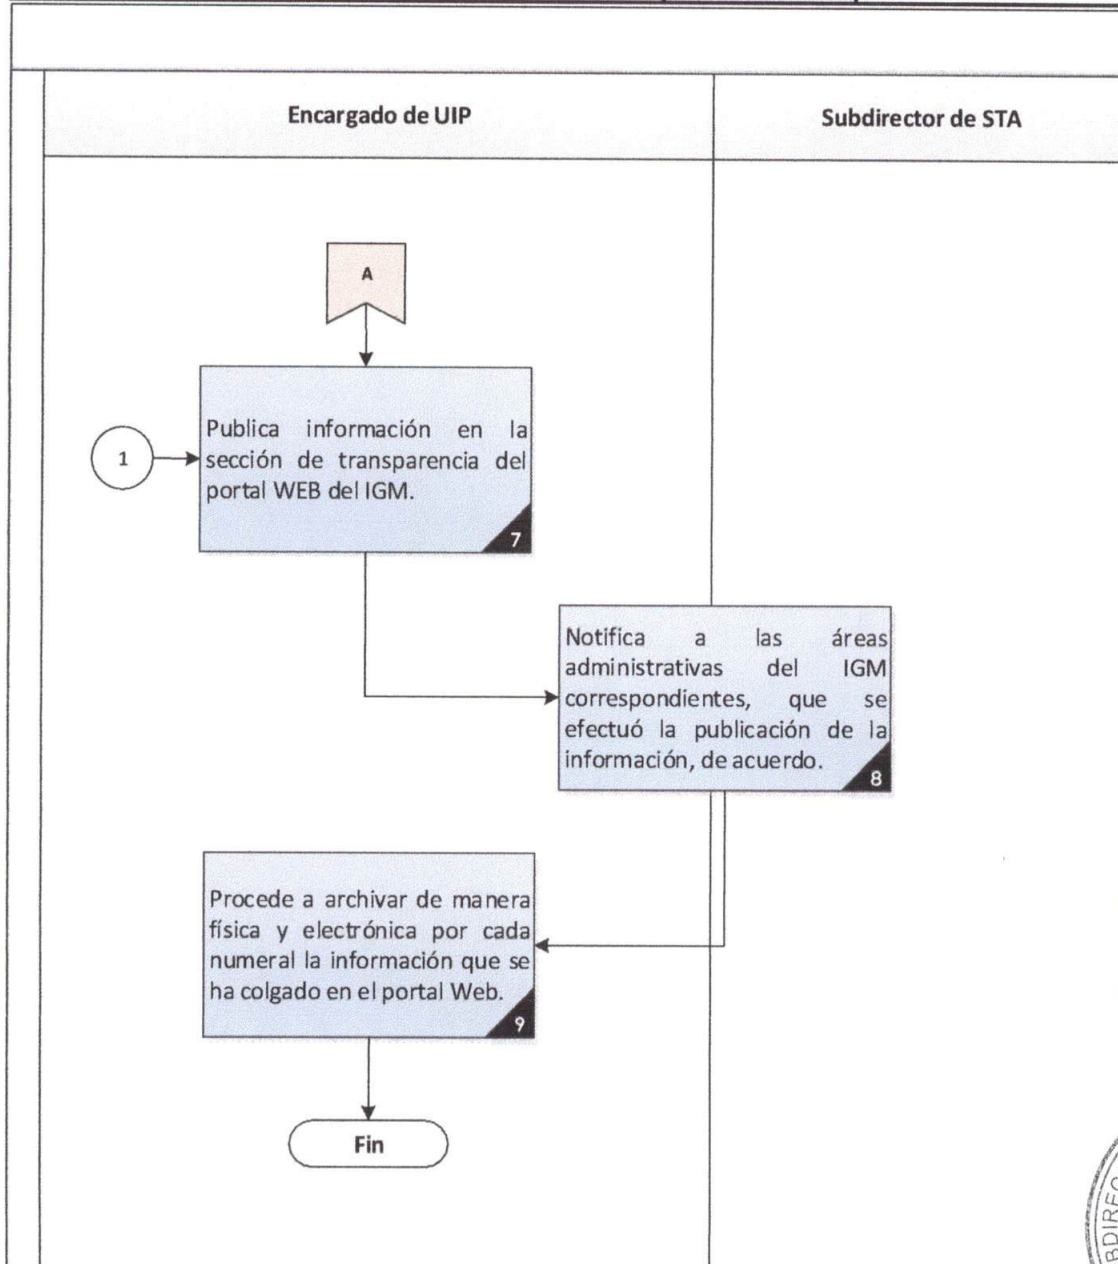 Encargado de UIP
Subdirector de STA
A
1
Publica información en la
sección de transparencia del
portal WEB del IGM.
7
Notifica a las áreas
administrativas del IGM
correspondientes, que se
efectuó la publicación de la
información, de acuerdo.
8
Procede a archivar de manera
física y electrónica por cada
numeral la información que se
ha colgado en el portal Web.
9
Fin